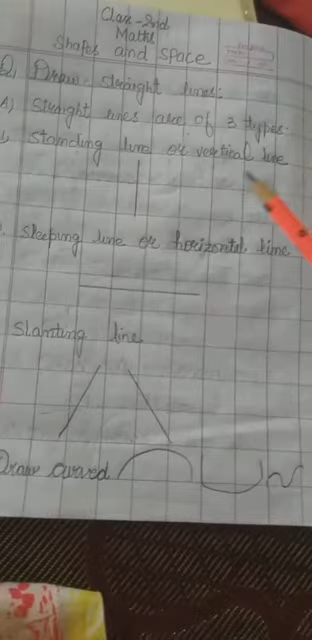 Class-2nd
Maths
Shapes and space
Q, Draw straight lines:
A) Straight lines are of 3 types.
1, Standing line or vertical line
2. Sleeping line or horizontal line
Slanting line
Draw curved